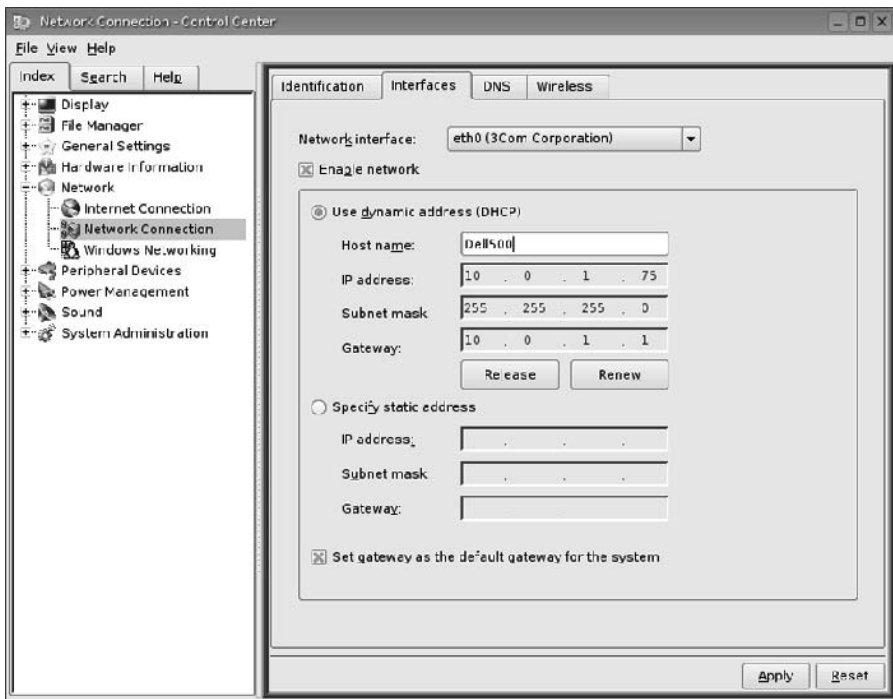 Network Connection - Control Center
File View Help
Index Search Help
Display
File Manager
General Settings
Hardware Information
Network
Internet Connection
Network Connection
Windows Networking
Peripheral Devices
Power Management
Sound
System Administration
Identification Interfaces DNS Wireless
Network interface: eth0 (3Com Corporation)
Enable network
Use dynamic address (DHCP)
Host name: Dell500
IP address: 10 . 0 . 1 . 75
Subnet mask 255 . 255 . 255 . 0
Gateway: 10 . 0 . 1 . 1
Release Renew
Specify static address
IP address: . . .
Subnet mask . . .
Gateway:
Set gateway as the default gateway for the system
Apply Reset